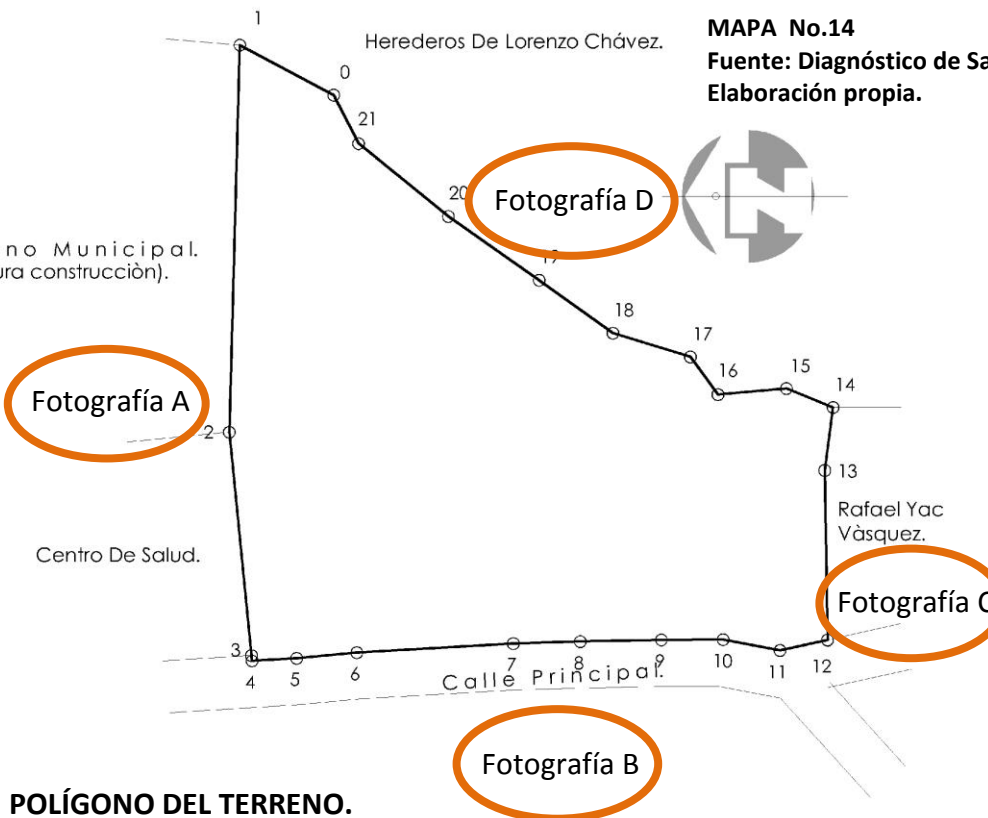 1
Herederos De Lorenzo Chávez.
MAPA No.14
Fuente: Diagnóstico de Sa
Elaboración propia.
0
21
20
Fotografía D
no Municipal.
ura construcciòn).
19
18
17
16
15
14
Fotografía A
2
13
Rafael Yac
Vàsquez.
Centro De Salud.
Fotografía C
3
4
5
6
7
8
9
10
11
12
Calle Principal.
Fotografía B
POLÍGONO DEL TERRENO.